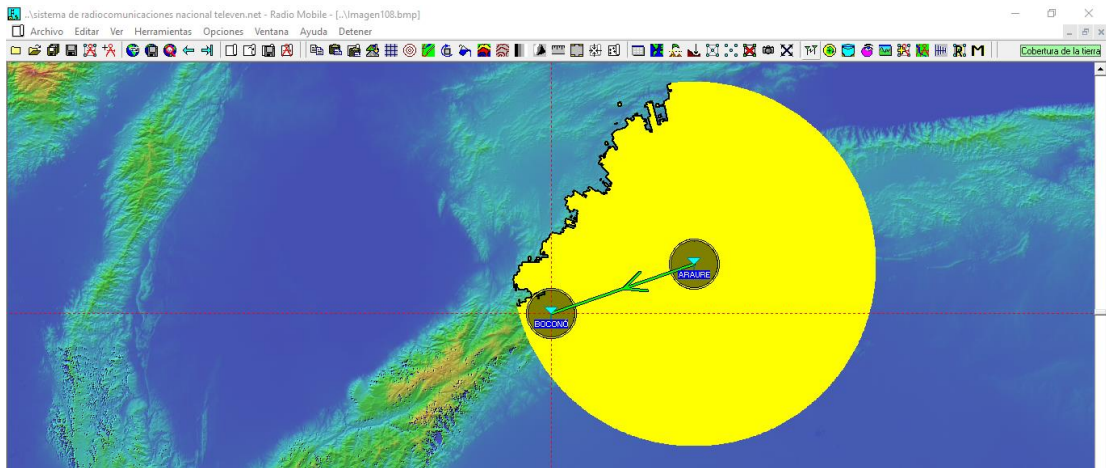 ..\sistema de radiocomunicaciones nacional televen.net - Radio Mobile - [..\Imagen108.bmp]
Archivo Editar Ver Herramientas Opciones Ventana Ayuda Detener
Cobertura de la tierra
ARAURE
BOCONÓ